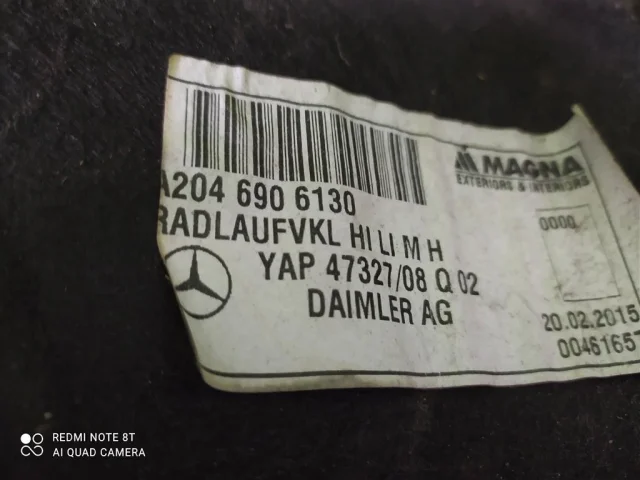 A204 690 6130
RADLAUFVKL HI LI M H
YAP 47327/08 Q 02
DAIMLER AG
MAGNA
EXTERIORS & INTERIORS
0000
20.02.2015
0046165
REDMI NOTE 8T
AI QUAD CAMERA